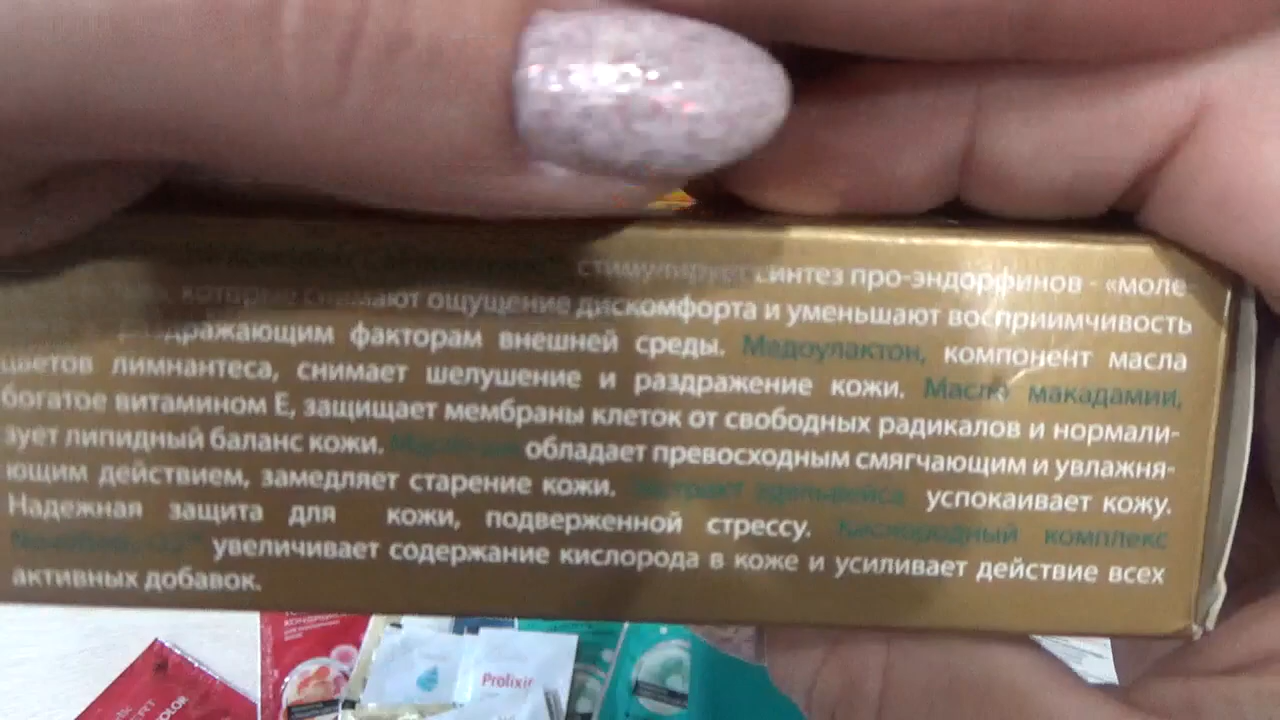 стимулирует синтез про-эндорфинов - «моле-
которые снимают ощущение дискомфорта и уменьшают восприимчивость
раздражающим факторам внешней среды. Медоулактон, компонент масла
цветов лимнантеса, снимает шелушение и раздражение кожи. Масло макадамии,
богатое витамином Е, защищает мембраны клеток от свободных радикалов и нормали-
зует липидный баланс кожи. обладает превосходным смягчающим и увлажня-
ющим действием, замедляет старение кожи. Экстракт эдельвейса успокаивает кожу.
Надежная защита для кожи, подверженной стрессу. Кислородный комплекс
увеличивает содержание кислорода в коже и усиливает действие всех
активных добавок.
Prolixir
COLOR